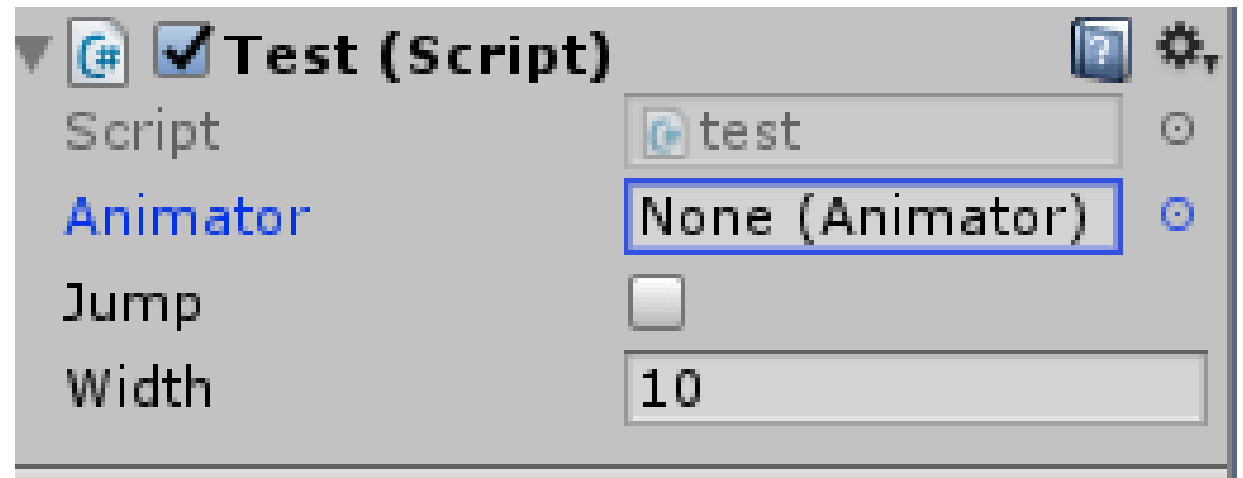 Test (Script)
Script test
Animator None (Animator)
Jump
Width 10